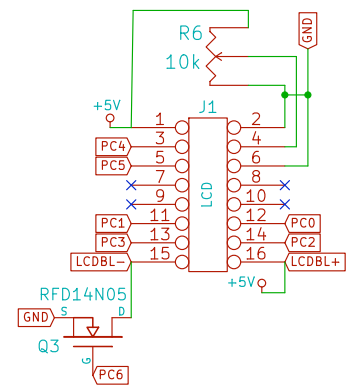 R6
10k
GND
+5V
J1
1 2
PC4 3 4
PC5 5 6
7 8
9 10
PC1 11 12 PC0
PC3 13 14 PC2
LCDBL- 15 16 LCDBL+
LCD
+5V
RFD14N05
GND S D
Q3
G
PC6